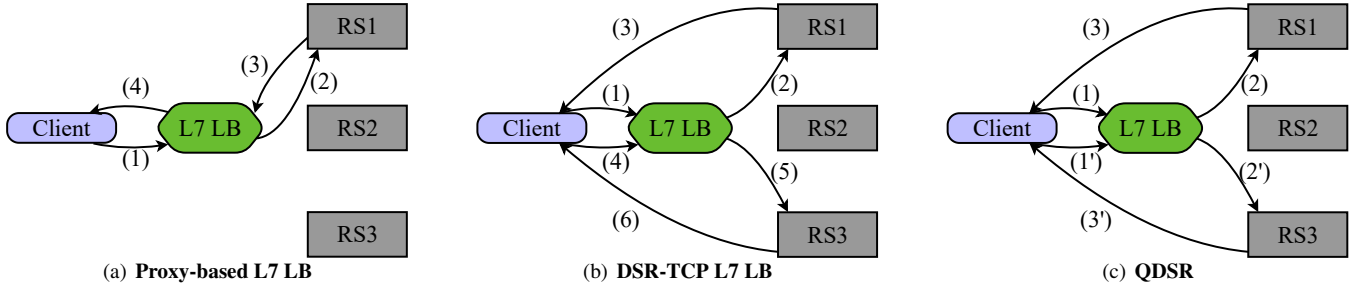 RS1
(3)
(2)
(4)
Client
L7 LB
RS2
(1)
RS3
(a) Proxy-based L7 LB
RS1
(3)
(2)
(1)
Client
L7 LB
RS2
(4)
(5)
(6)
RS3
(b) DSR-TCP L7 LB
RS1
(3)
(2)
(1)
Client
L7 LB
RS2
(1')
(2')
(3')
RS3
(c) QDSR